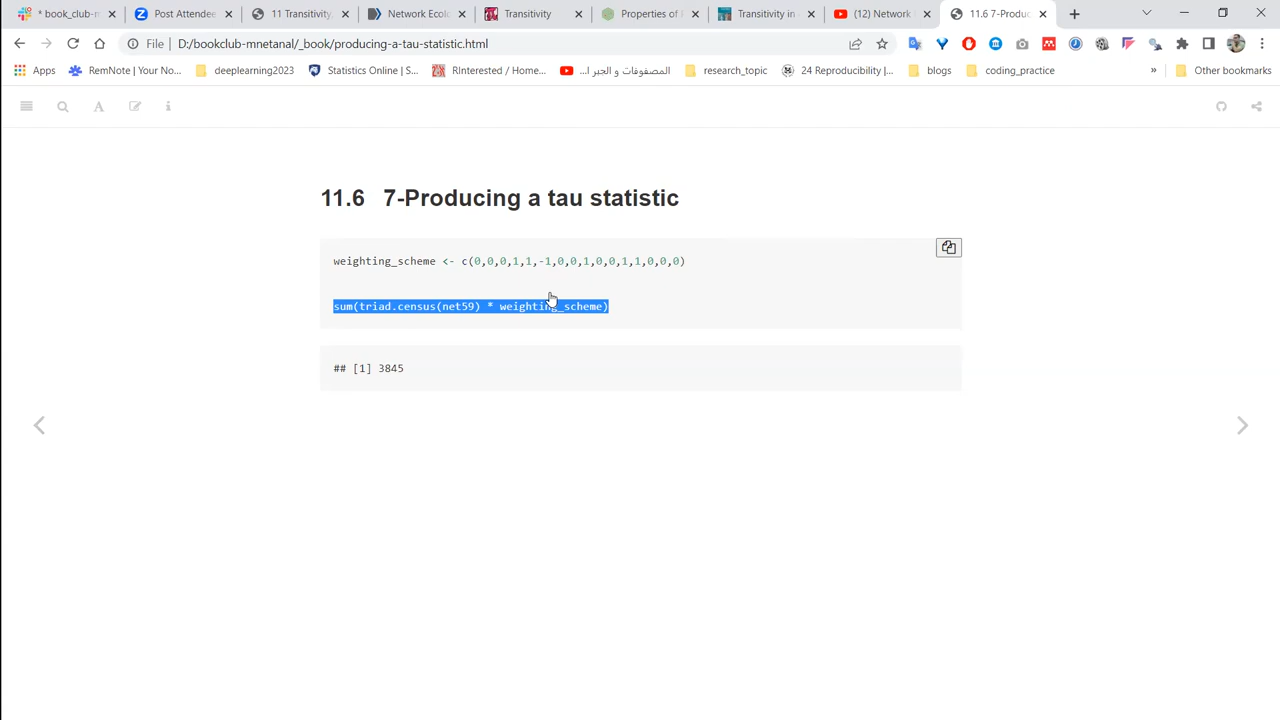 * book_club-m
Post Attendee
11 Transitivity,
Network Ecolo
Transitivity
Properties of
Transitivity in
(12) Network
11.6 7-Produc
File D:/bookclub-mnetanal/_book/producing-a-tau-statistic.html
Apps
RemNote | Your No...
deeplearning2023
Statistics Online | S...
RInterested / Home...
المصفوفات و الجبر ا...
research_topic
24 Reproducibility |...
blogs
coding_practice
»
Other bookmarks
11.6 7-Producing a tau statistic
weighting_scheme <- c(0,0,0,1,1,-1,0,0,1,0,0,1,1,0,0,0)
sum(triad.census(net59) * weighting_scheme)
## [1] 3845